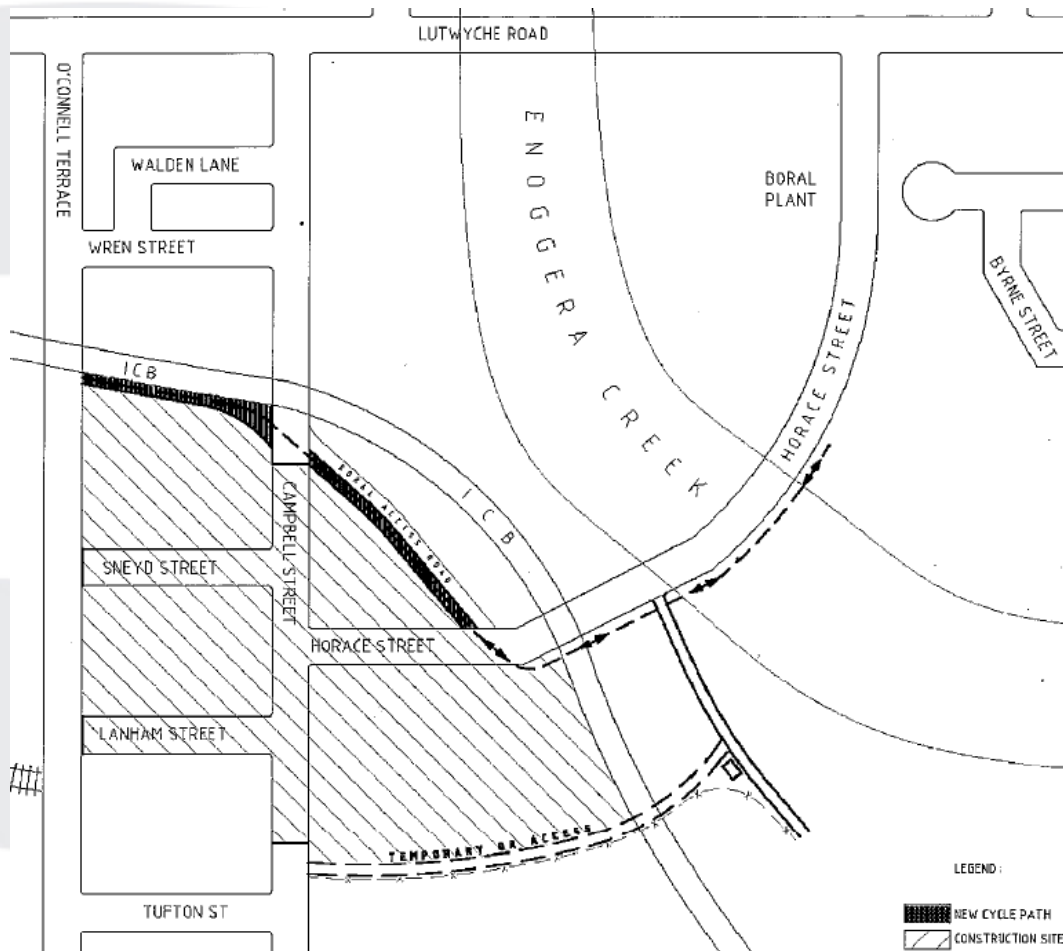 LUTWYCHE ROAD
O'CONNELL TERRACE
WALDEN LANE
WREN STREET
ENOGGERA CREEK
BORAL
PLANT
BYRNE STREET
HORACE STREET
ICB
BORAL ACCESS ROAD
ICB
CAMPBELL STREET
SNEYD STREET
HORACE STREET
LANHAM STREET
TEMPORARY QR ACCESS
TUFTON ST
LEGEND :
NEW CYCLE PATH
CONSTRUCTION SITE